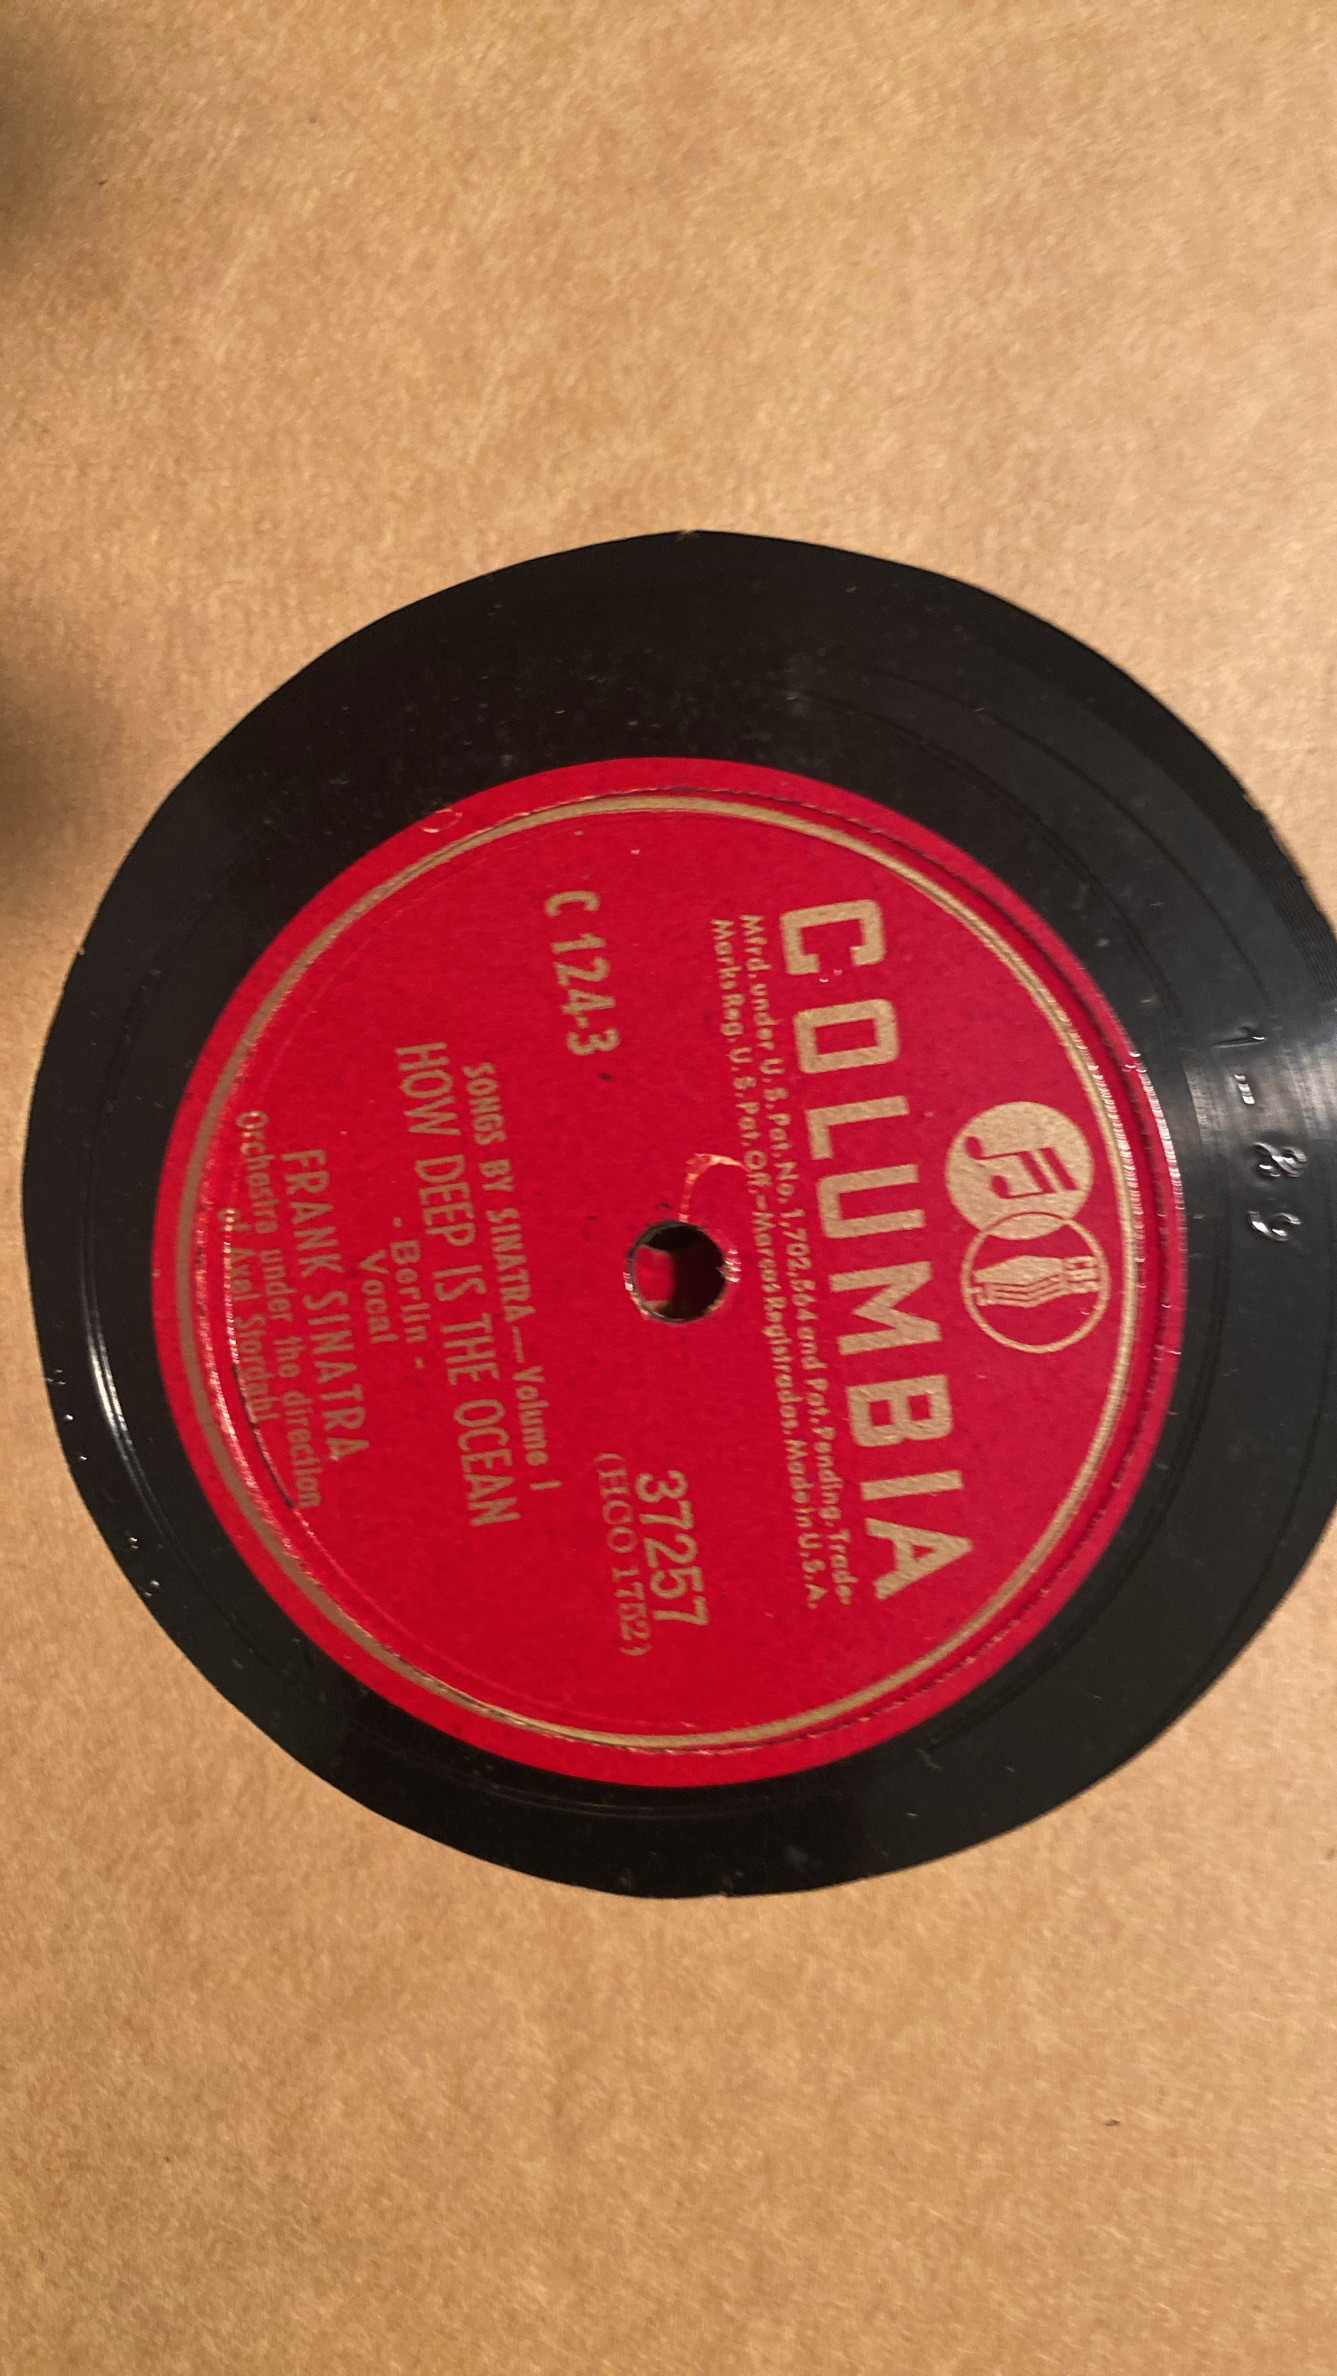 COLUMBIA
Mfrd. under U.S. Pat. No. 1,702,564 and Pat. Pending. Trade-
Marks Reg. U.S. Pat. Off.—Marcas Registradas. Made in U.S.A.
37257
(HCO 1752)
C 124-3
SONGS BY SINATRA—Volume 1
HOW DEEP IS THE OCEAN
- Berlin -
Vocal
FRANK SINATRA
Orchestra under the direction
of Axel Stordahl